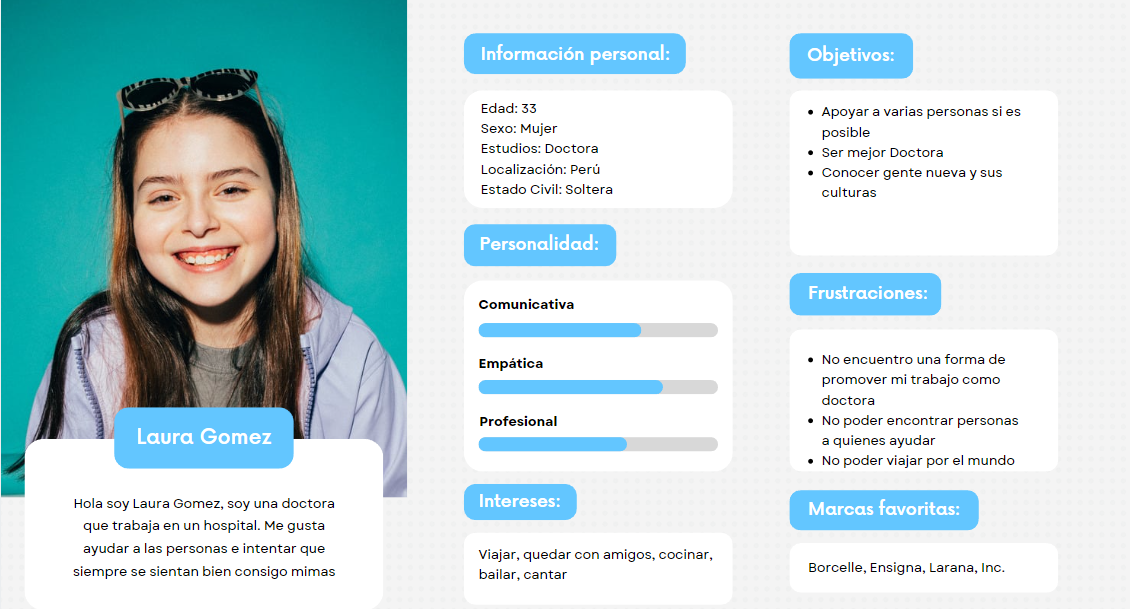 Laura Gomez
Hola soy Laura Gomez, soy una doctora
que trabaja en un hospital. Me gusta
ayudar a las personas e intentar que
siempre se sientan bien consigo mimas
Información personal:
Edad: 33
Sexo: Mujer
Estudios: Doctora
Localización: Perú
Estado Civil: Soltera
Personalidad:
Comunicativa
Empática
Profesional
Intereses:
Viajar, quedar con amigos, cocinar,
bailar, cantar
Objetivos:
• Apoyar a varias personas si es
posible
• Ser mejor Doctora
• Conocer gente nueva y sus
culturas
Frustraciones:
• No encuentro una forma de
promover mi trabajo como
doctora
• No poder encontrar personas
a quienes ayudar
• No poder viajar por el mundo
Marcas favoritas:
Borcelle, Ensigna, Larana, Inc.